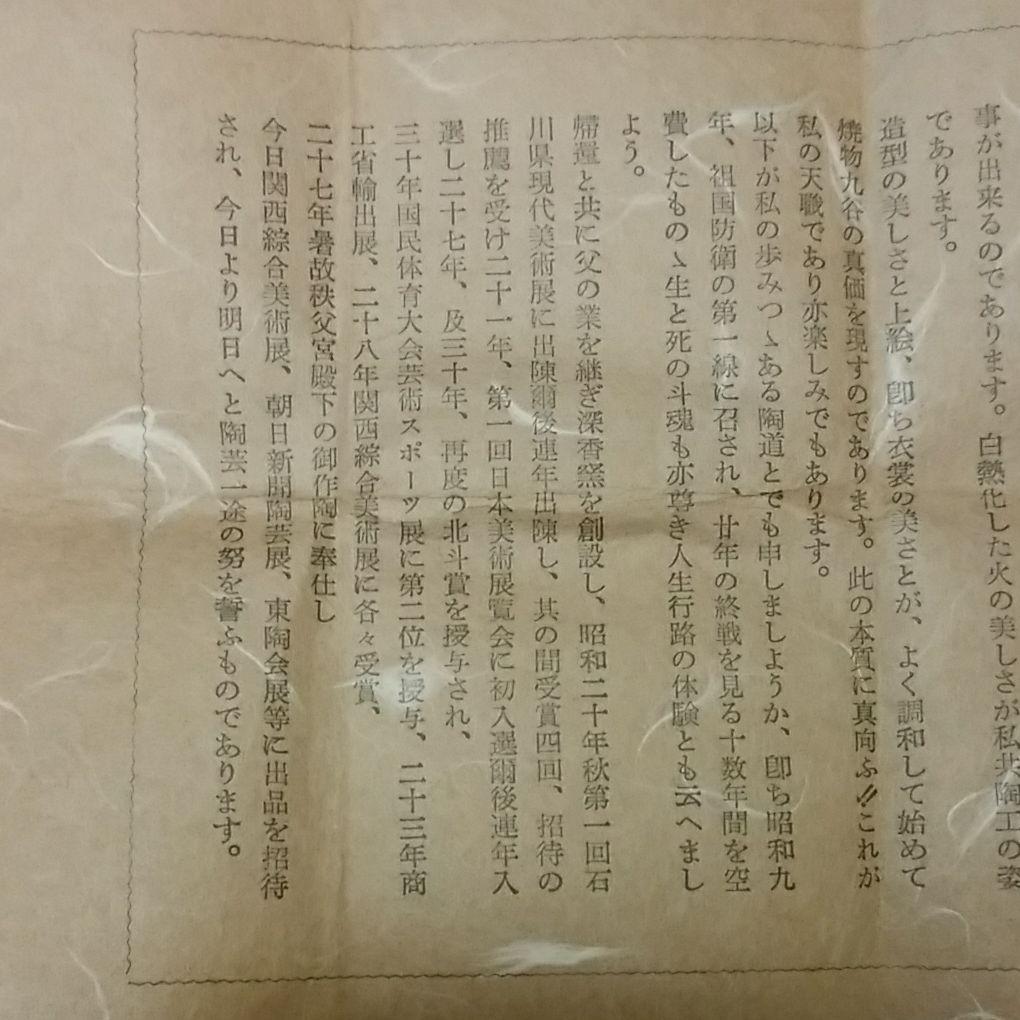 事が出来るのであります。白熱化した火の美しさが私共陶工の姿
であります。
造型の美しさと上絵、卽ち衣裳の美さとが、よく調和して始めて
焼物九谷の真価を現すのであります。此の本質に真向ふ!!これが
私の天職であり亦楽しみでもあります。
以下が私の歩みつゝある陶道とでも申しましようか、卽ち昭和九
年、祖国防衛の第一線に召され、廿年の終戦を見る十数年間を空
費したものゝ生と死の斗魂も亦尊き人生行路の体験とも云へまし
よう。
帰還と共に父の業を継ぎ深香窯を創設し、昭和二十年秋第一回石
川県現代美術展に出陳爾後連年出陳し、其の間受賞四回、招待の
推薦を受け二十一年、第一回日本美術展覧会に初入選爾後連年入
選し二十七年、及三十年、再度の北斗賞を授与され、
三十年国民体育大会芸術スポーツ展に第二位を授与、二十三年商
工省輸出展、二十八年関西綜合美術展に各々受賞、
二十七年暑故秩父宮殿下の御作陶に奉仕し
今日関西綜合美術展、朝日新聞陶芸展、東陶会展等に出品を招待
され、今日より明日へと陶芸一途の努を誓ふものであります。